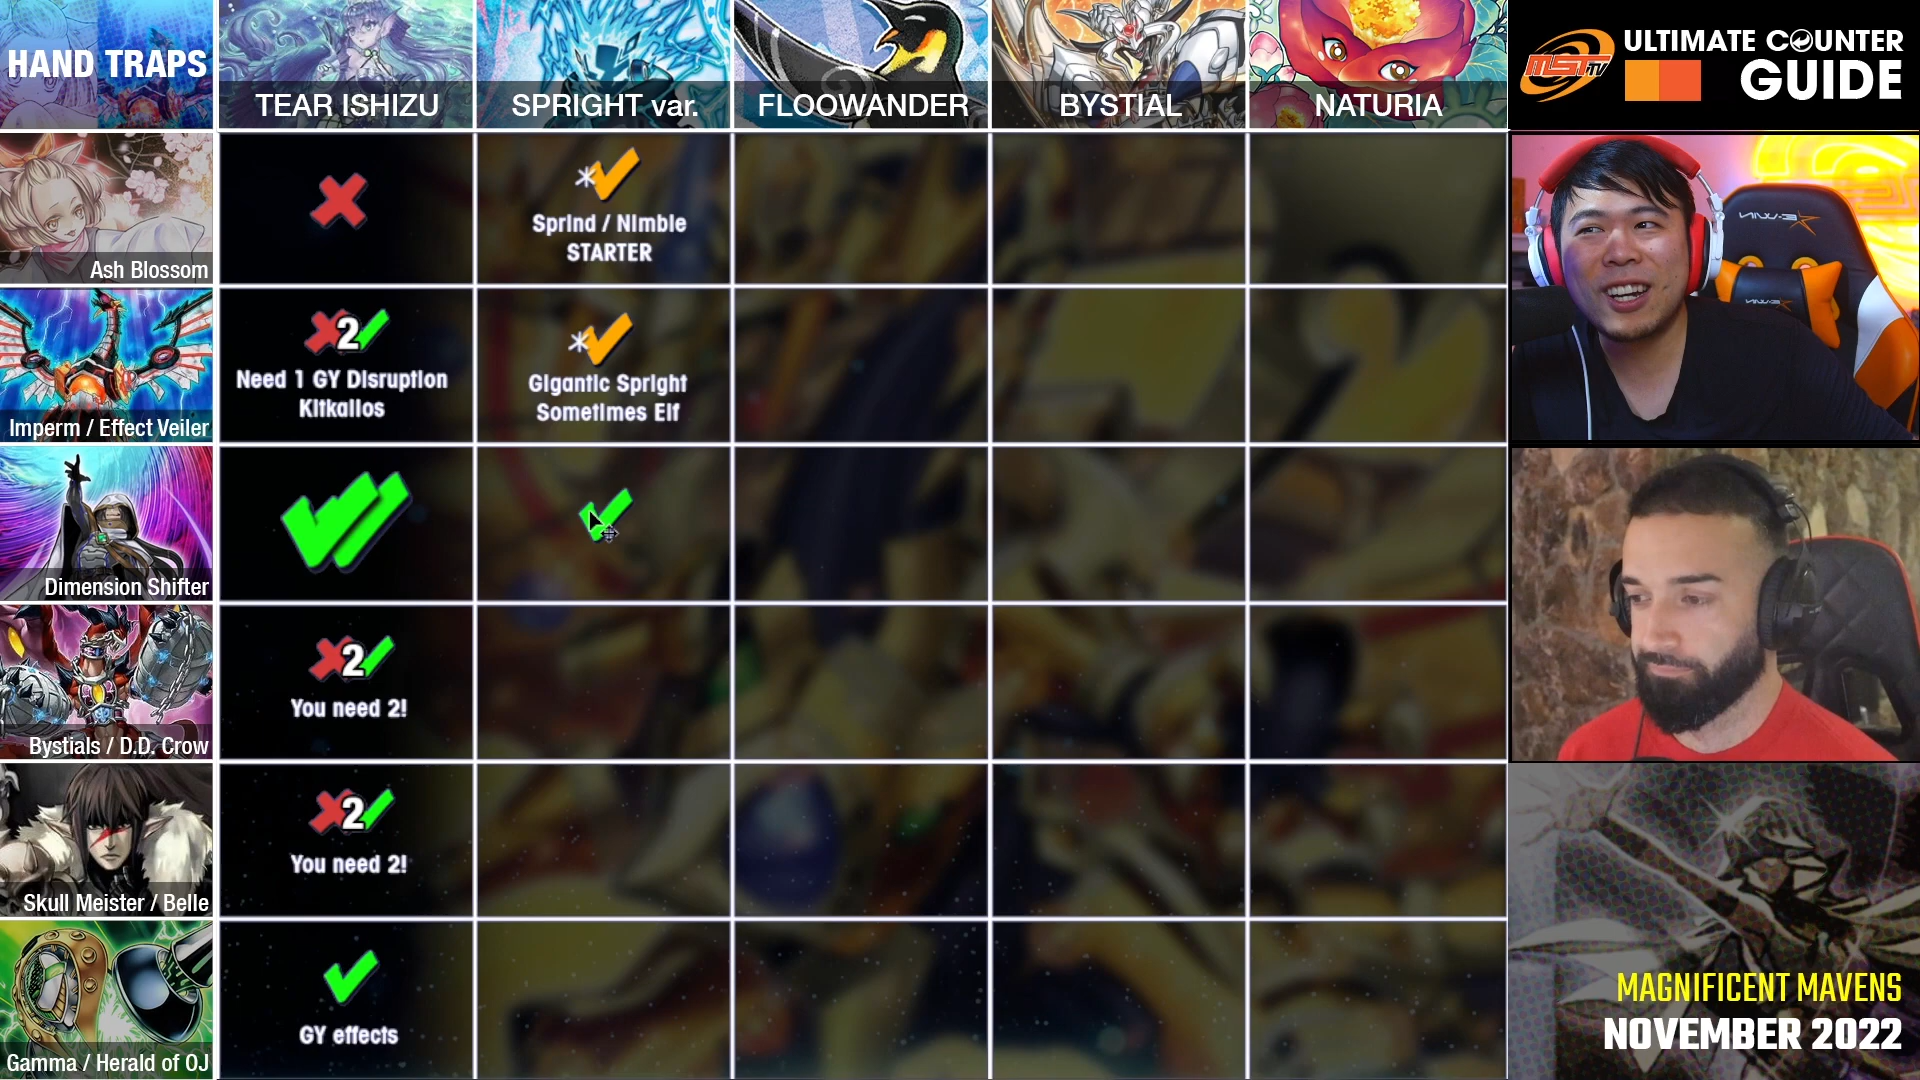 HAND TRAPS
TEAR ISHIZU
SPRIGHT var.
FLOOWANDER
BYSTIAL
NATURIA
MSTTV
ULTIMATE COUNTER
GUIDE
Ash Blossom
*
Sprind / Nimble
STARTER
Imperm / Effect Veiler
2
Need 1 GY Disruption
Kitkallos
*
Gigantic Spright
Sometimes Elf
Dimension Shifter
Bystials / D.D. Crow
2
You need 2!
Skull Meister / Belle
2
You need 2!
Gamma / Herald of OJ
GY effects
MAGNIFICENT MAVENS
NOVEMBER 2022